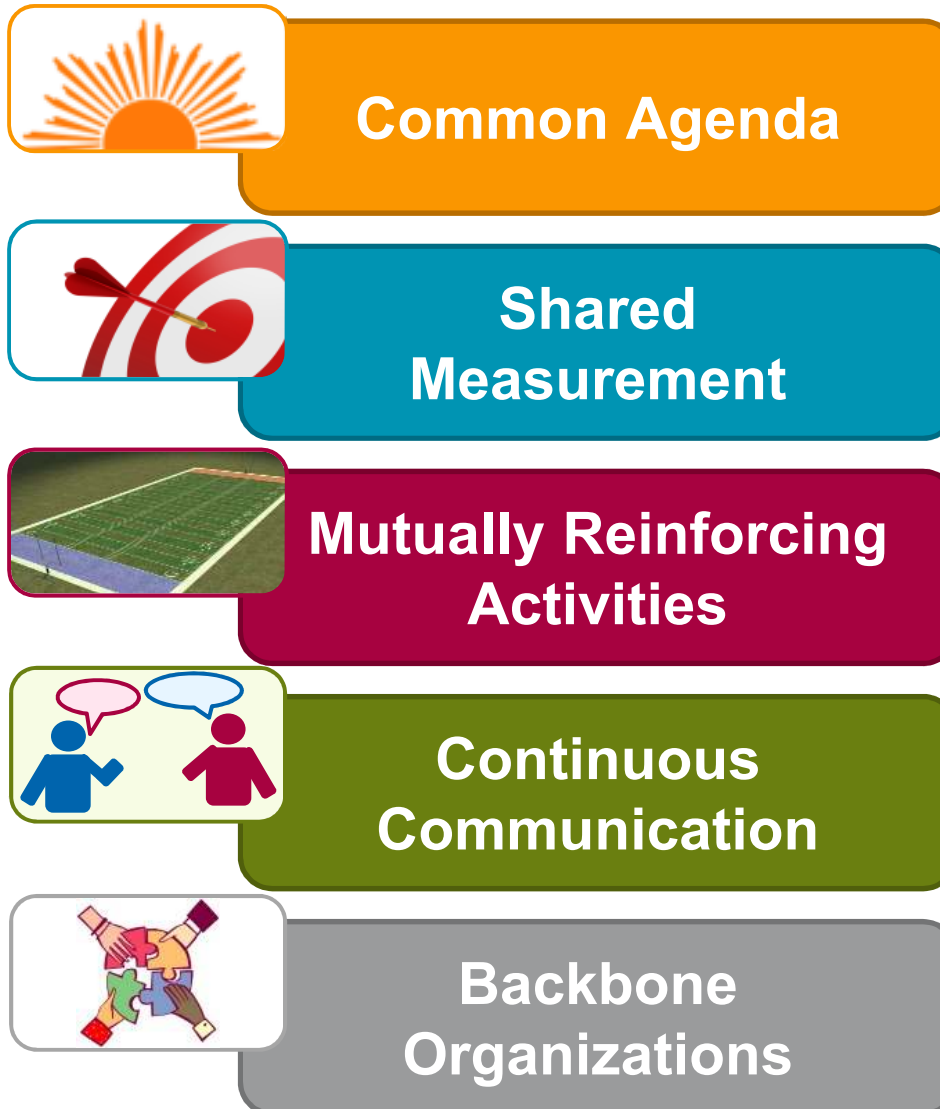 Common Agenda
Shared
Measurement
Mutually Reinforcing
Activities
Continuous
Communication
Backbone
Organizations